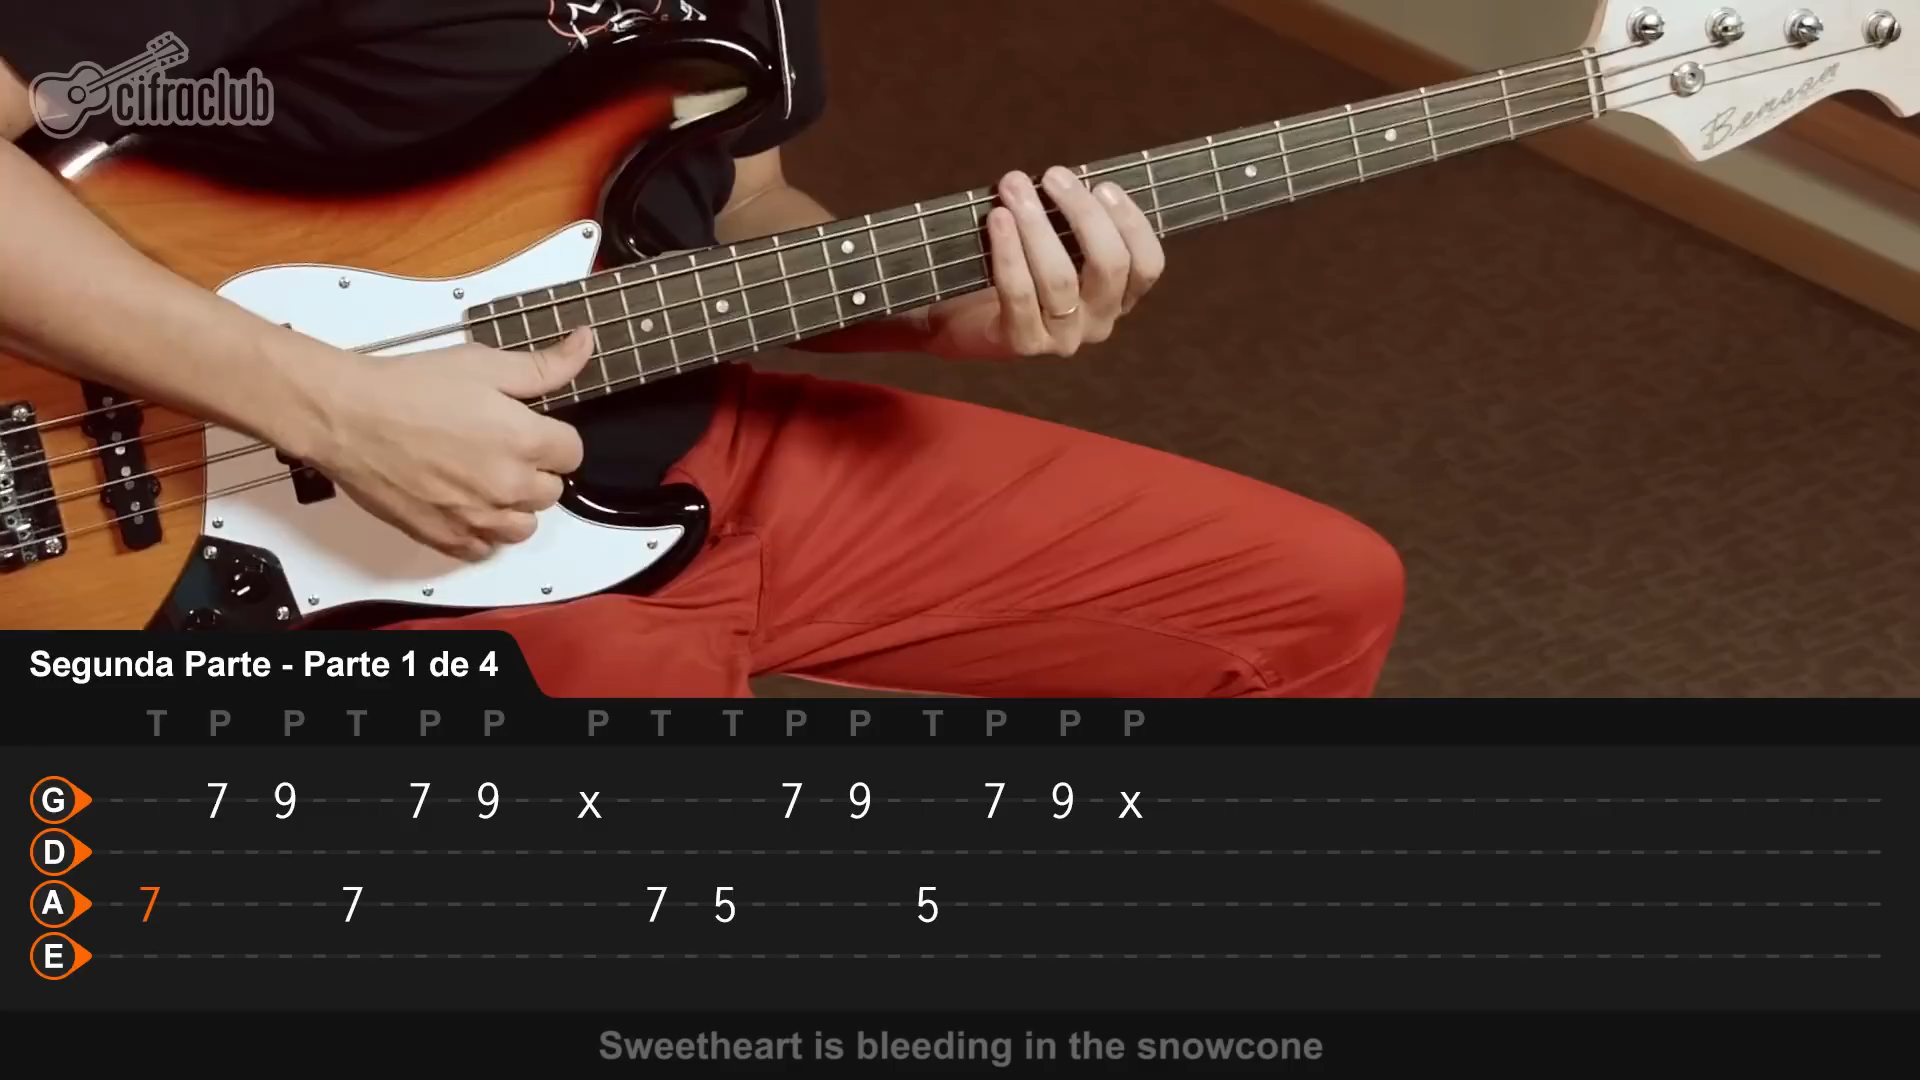 cifraclub
Benson
Segunda Parte - Parte 1 de 4
T P P T P P P T T P P T P P P
G 7 9 7 9 x 7 9 7 9 x
D
A 7 7 7 5 5
E
Sweetheart is bleeding in the snowcone